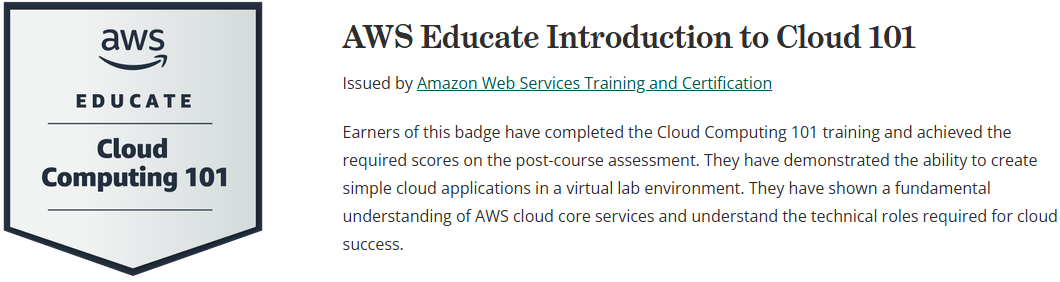 aws
EDUCATE
Cloud
Computing 101
AWS Educate Introduction to Cloud 101
Issued by Amazon Web Services Training and Certification
Earners of this badge have completed the Cloud Computing 101 training and achieved the
required scores on the post-course assessment. They have demonstrated the ability to create
simple cloud applications in a virtual lab environment. They have shown a fundamental
understanding of AWS cloud core services and understand the technical roles required for cloud
success.